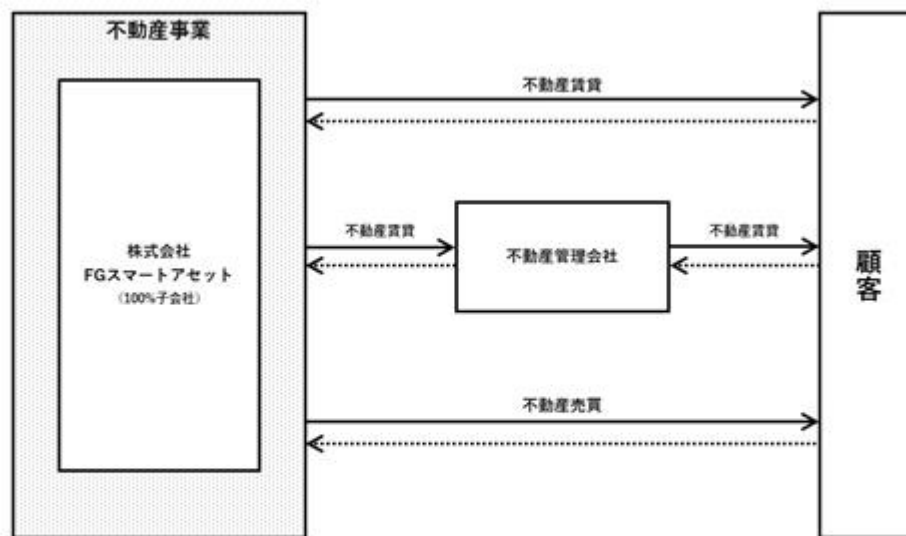 不動産事業
不動産賃貸
株式会社
FGスマートアセット
(100%子会社)
不動産賃貸
不動産管理会社
不動産賃貸
不動産売買
顧客